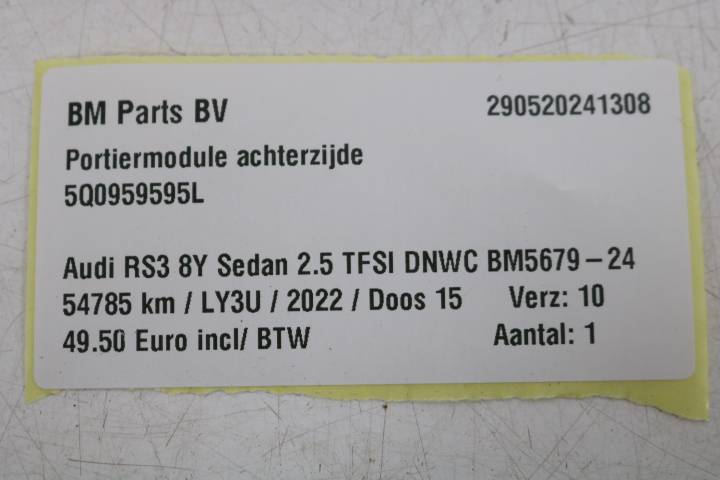 BM Parts BV 290520241308
Portiermodule achterzijde
5Q0959595L
Audi RS3 8Y Sedan 2.5 TFSI DNWC BM5679-24
54785 km / LY3U / 2022 / Doos 15 Verz: 10
49.50 Euro incl/ BTW Aantal: 1